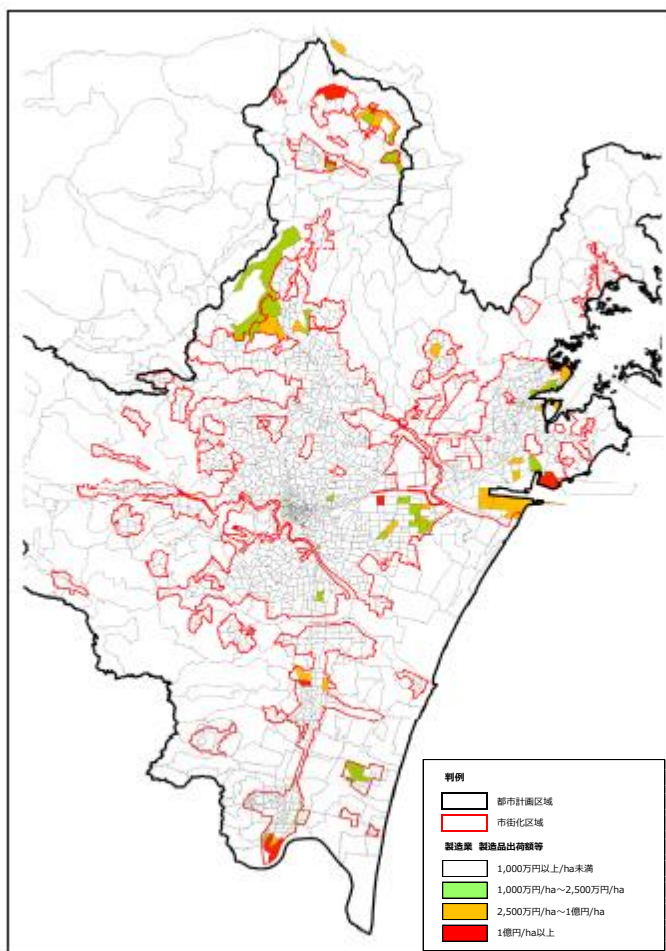 判例
都市計画区域
市街化区域
製造業 製造品出荷額等
1,000万円以上/ha未満
1,000万円/ha～2,500万円/ha
2,500万円/ha～1億円/ha
1億円/ha以上